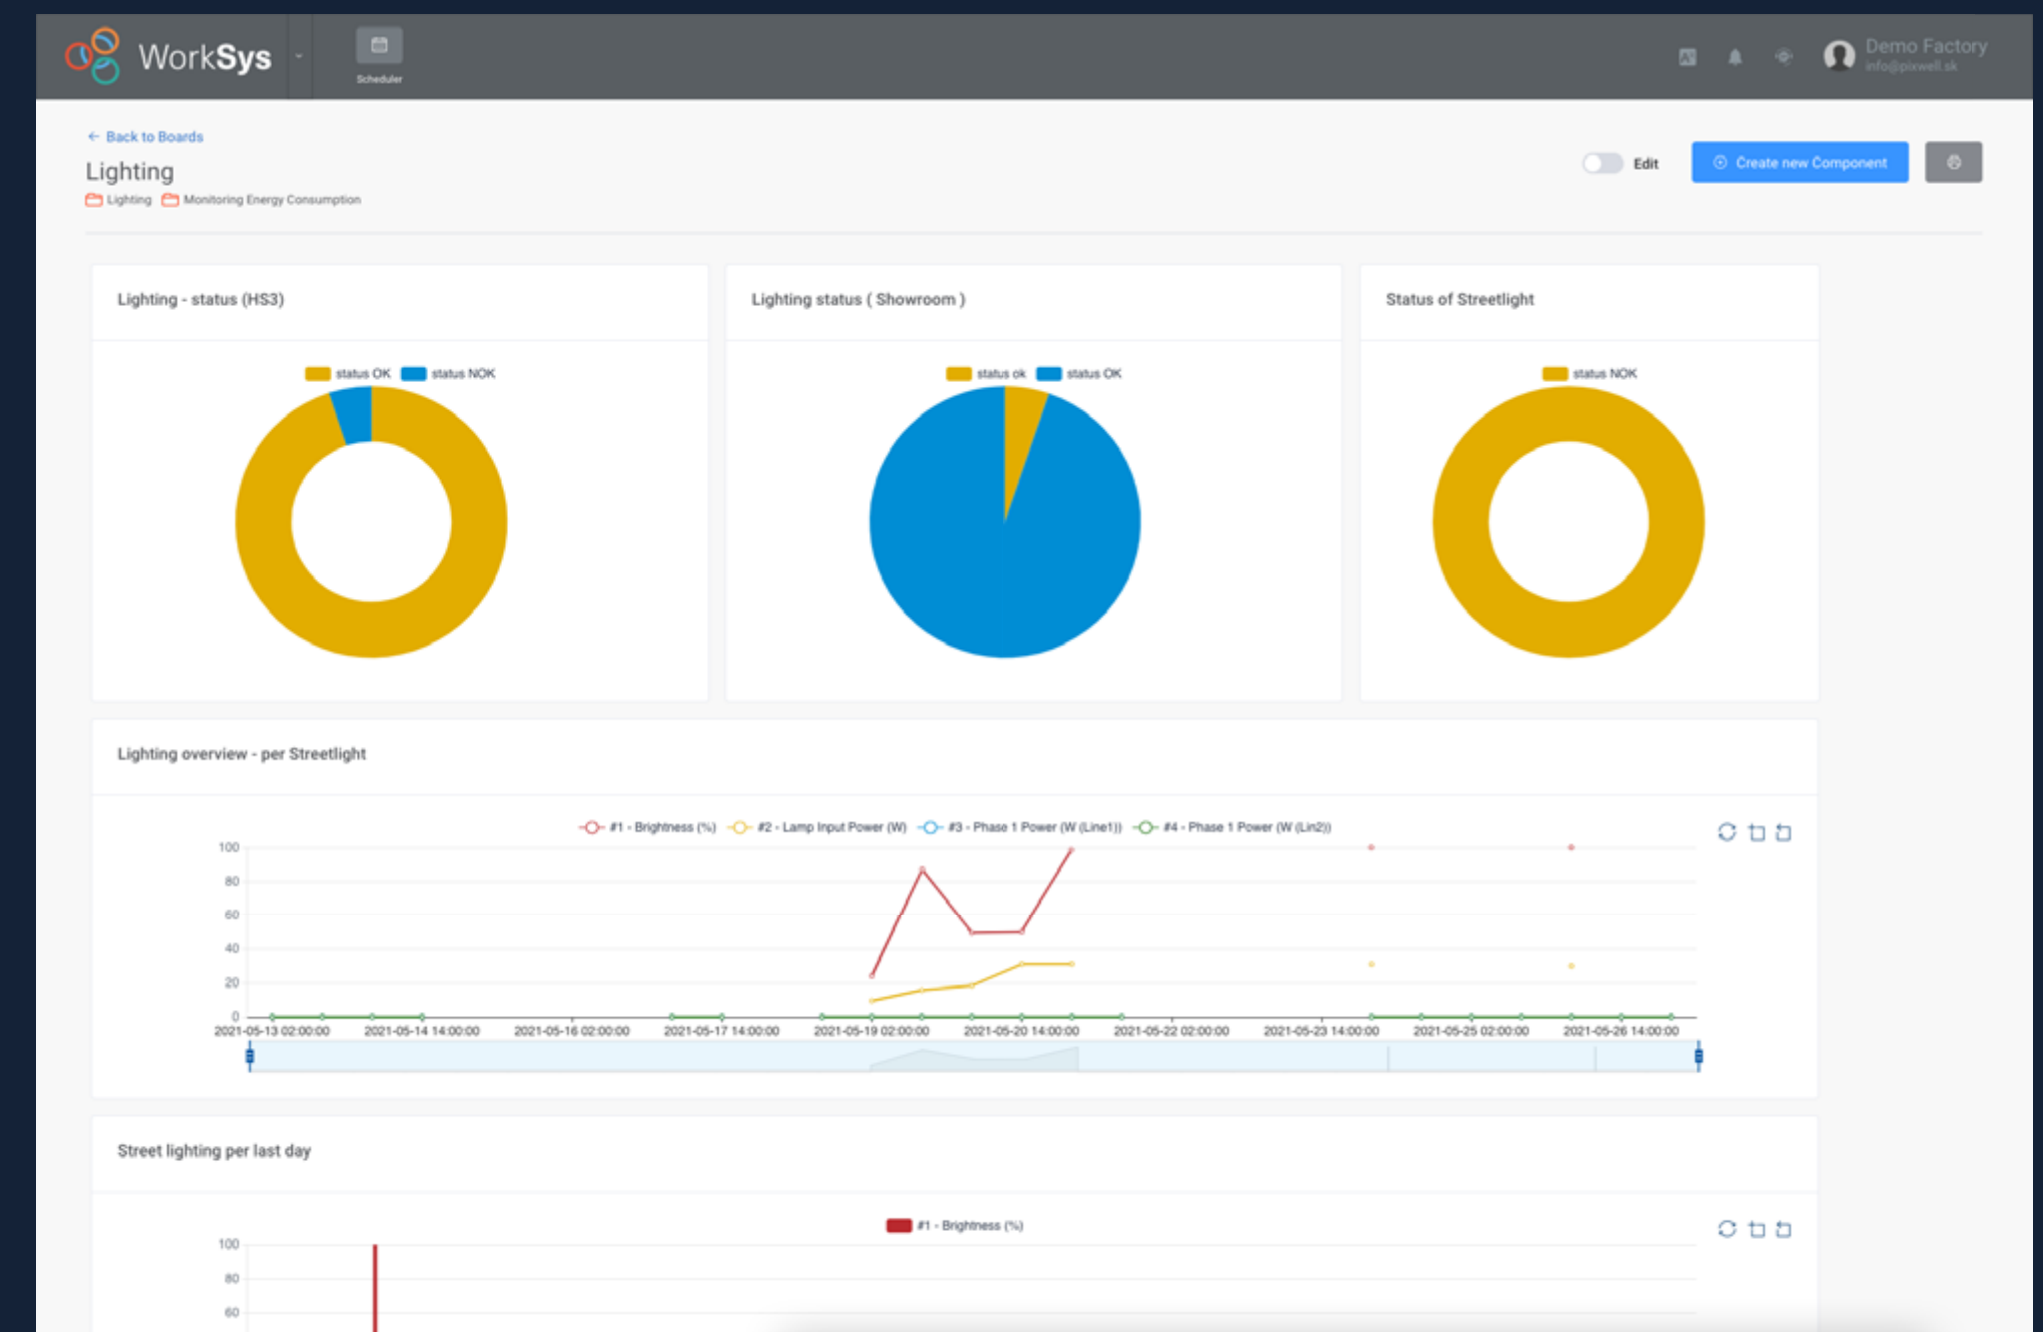 WorkSys
Scheduler
Demo Factory
info@pixwell.sk
← Back to Boards
Lighting
Lighting Monitoring Energy Consumption
Edit
Create new Component
Lighting - status (HS3)
status OK status NOK
Lighting status ( Showroom )
status ok status OK
Status of Streetlight
status NOK
Lighting overview - per Streetlight
#1 - Brightness (%) #2 - Lamp Input Power (W) #3 - Phase 1 Power (W (Line1)) #4 - Phase 1 Power (W (Lin2))
100
80
60
40
20
0
2021-05-13 02:00:00 2021-05-14 14:00:00 2021-05-16 02:00:00 2021-05-17 14:00:00 2021-05-19 02:00:00 2021-05-20 14:00:00 2021-05-22 02:00:00 2021-05-23 14:00:00 2021-05-25 02:00:00 2021-05-26 14:00:00
Street lighting per last day
#1 - Brightness (%)
100
80
60